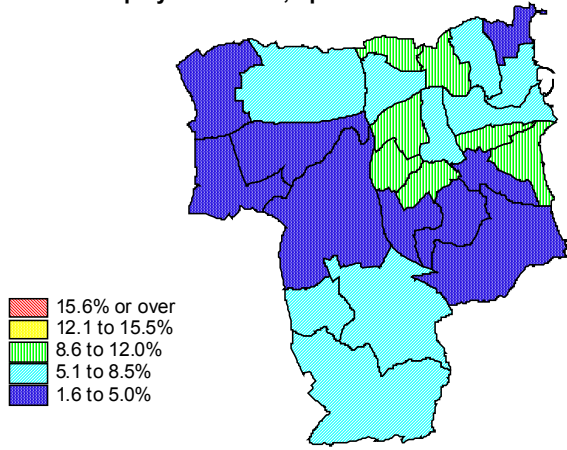 15.6% or over
12.1 to 15.5%
8.6 to 12.0%
5.1 to 8.5%
1.6 to 5.0%